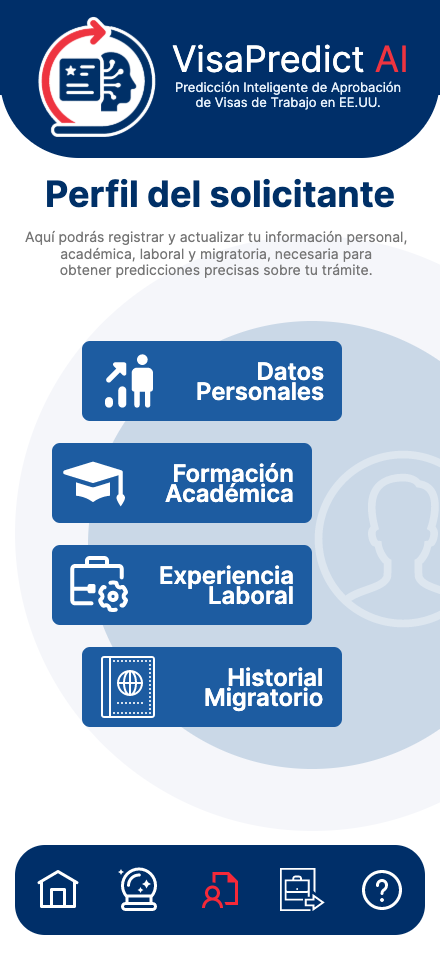 VisaPredict AI
Predicción Inteligente de Aprobación
de Visas de Trabajo en EE.UU.
Perfil del solicitante
Aquí podrás registrar y actualizar tu información personal,
académica, laboral y migratoria, necesaria para
obtener predicciones precisas sobre tu trámite.
Datos
Personales
Formación
Académica
Experiencia
Laboral
Historial
Migratorio